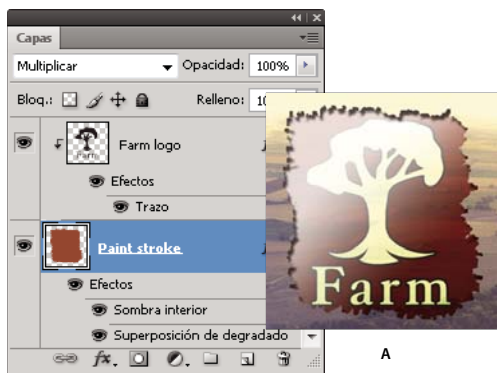 Capas
Multiplicar Opacidad: 100%
Bloq.: Relleno:
Farm logo
Efectos
Trazo
Paint stroke
Efectos
Sombra interior
Superposición de degradado
Farm
A